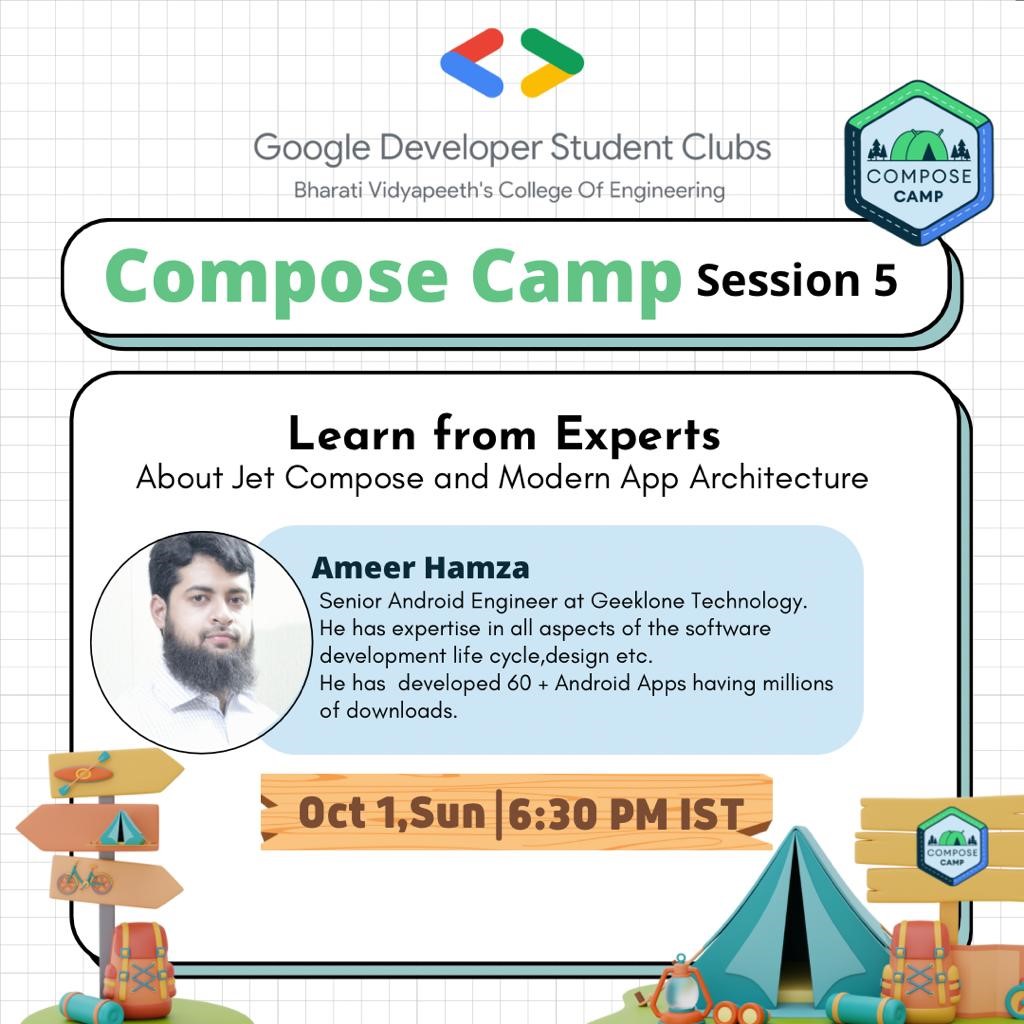 Google Developer Student Clubs
Bharati Vidyapeeth's College Of Engineering
COMPOSE
CAMP
Compose Camp Session 5
Learn from Experts
About Jet Compose and Modern App Architecture
Ameer Hamza
Senior Android Engineer at Geeklone Technology.
He has expertise in all aspects of the software
development life cycle,design etc.
He has developed 60 + Android Apps having millions
of downloads.
Oct 1,Sun|6:30 PM IST
COMPOSE
CAMP